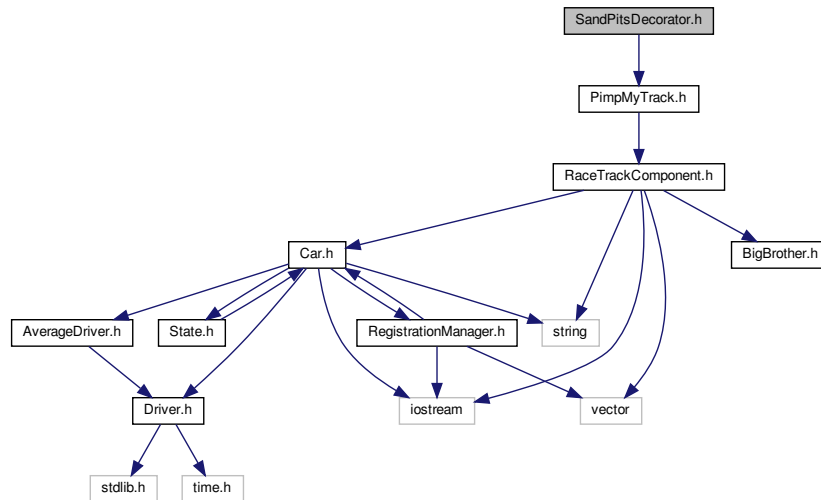 SandPitsDecorator.h
PimpMyTrack.h
RaceTrackComponent.h
Car.h
BigBrother.h
AverageDriver.h
State.h
RegistrationManager.h
string
Driver.h
iostream
vector
stdlib.h
time.h